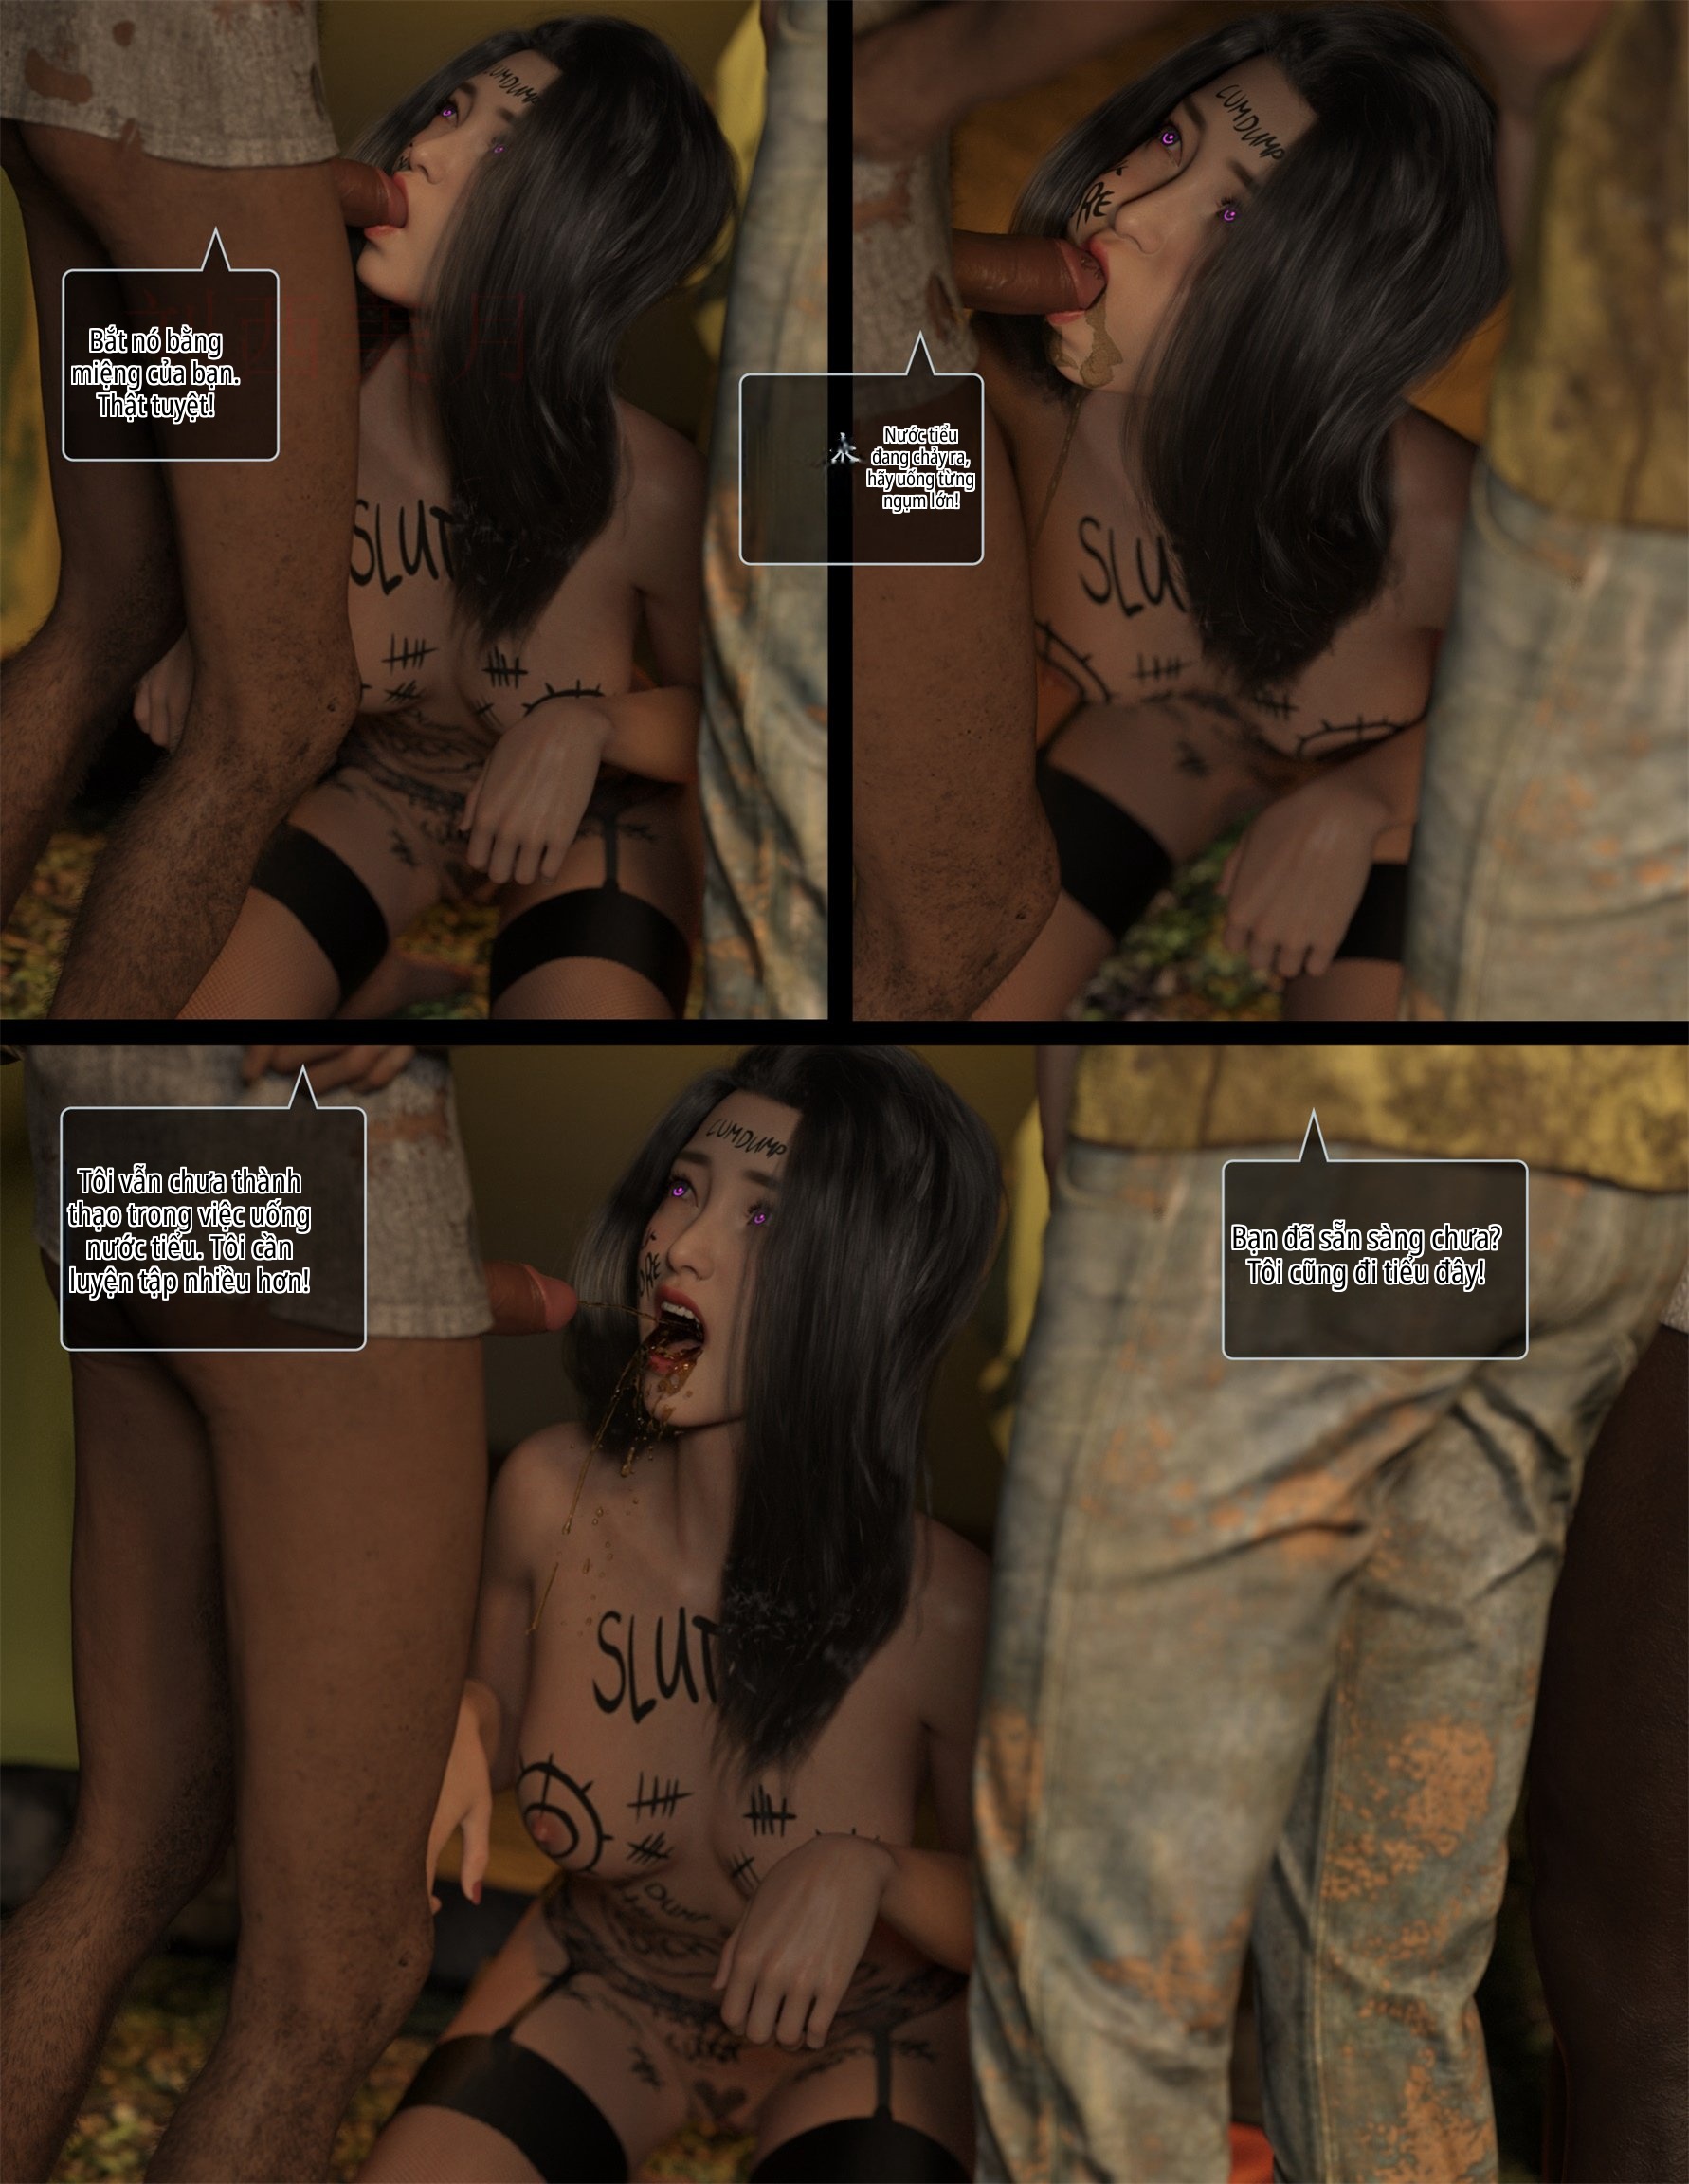 CUMDUMP
Bắt nó bằng
miệng của bạn.
Thật tuyệt!
SLUT
CUMDUMP
Nước tiểu
đang chảy ra,
hãy uống từng
ngụm lớn!
SLU
CUMDUMP
Tôi vẫn chưa thành
thạo trong việc uống
nước tiểu. Tôi cần
luyện tập nhiều hơn!
Bạn đã sẵn sàng chưa?
Tôi cũng đi tiểu đây!
SLUT
DUMP